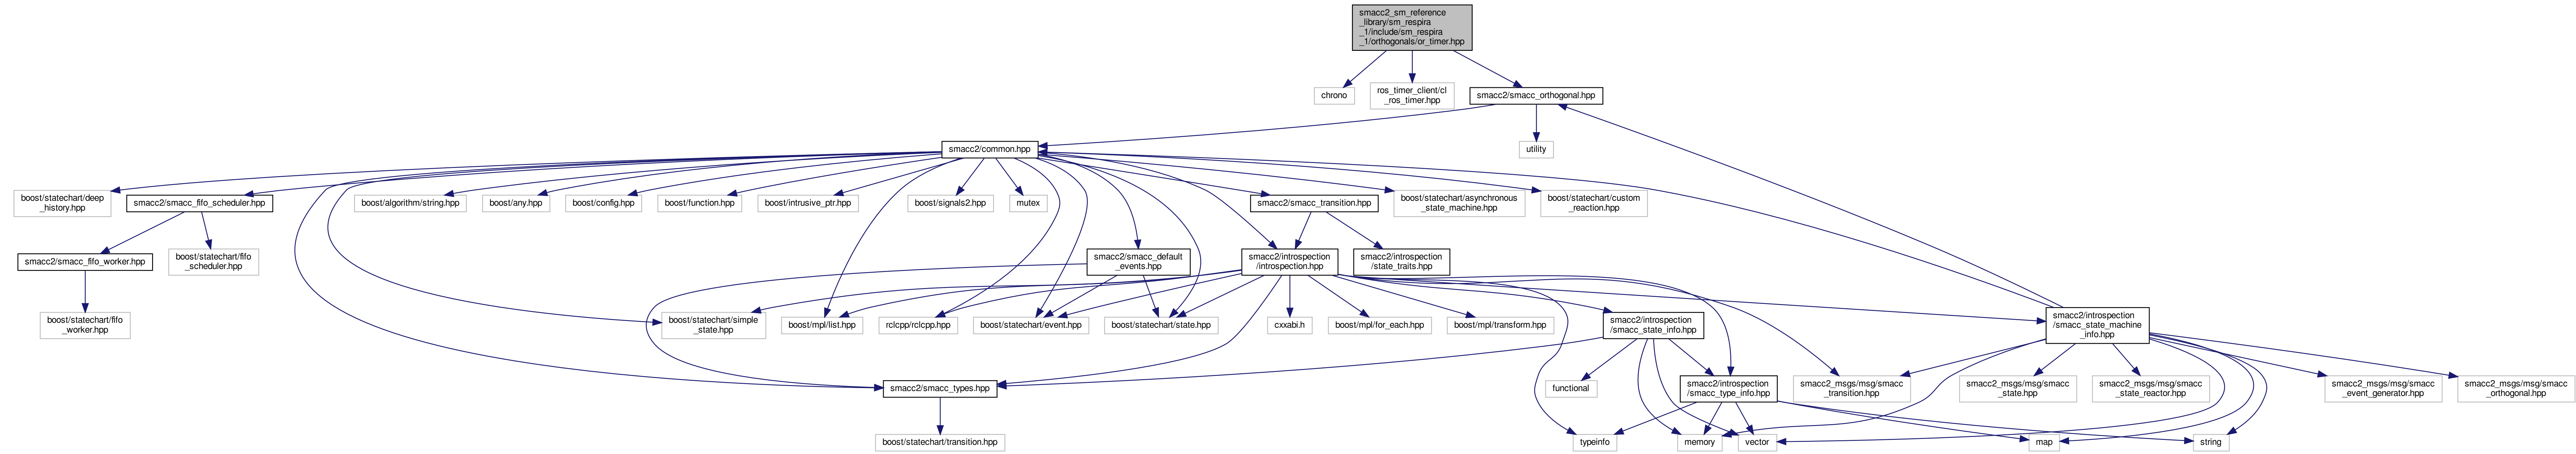 smacc2_sm_reference
_library/sm_respira
_1/include/sm_respira
_1/orthogonals/or_timer.hpp
chrono
ros_timer_client/cl
_ros_timer.hpp
smacc2/smacc_orthogonal.hpp
smacc2/common.hpp
utility
boost/statechart/deep
_history.hpp
smacc2/smacc_fifo_scheduler.hpp
boost/algorithm/string.hpp
boost/any.hpp
boost/config.hpp
boost/function.hpp
boost/intrusive_ptr.hpp
boost/signals2.hpp
mutex
smacc2/smacc_transition.hpp
boost/statechart/asynchronous
_state_machine.hpp
boost/statechart/custom
_reaction.hpp
smacc2/smacc_fifo_worker.hpp
boost/statechart/fifo
_scheduler.hpp
smacc2/smacc_default
_events.hpp
smacc2/introspection
/introspection.hpp
smacc2/introspection
/state_traits.hpp
boost/statechart/fifo
_worker.hpp
boost/statechart/simple
_state.hpp
boost/mpl/list.hpp
rclcpp/rclcpp.hpp
boost/statechart/event.hpp
boost/statechart/state.hpp
cxxabi.h
boost/mpl/for_each.hpp
boost/mpl/transform.hpp
smacc2/introspection
/smacc_state_info.hpp
smacc2/introspection
/smacc_state_machine
_info.hpp
smacc2/smacc_types.hpp
functional
smacc2/introspection
/smacc_type_info.hpp
smacc2_msgs/msg/smacc
_transition.hpp
smacc2_msgs/msg/smacc
_state.hpp
smacc2_msgs/msg/smacc
_state_reactor.hpp
smacc2_msgs/msg/smacc
_event_generator.hpp
smacc2_msgs/msg/smacc
_orthogonal.hpp
boost/statechart/transition.hpp
typeinfo
memory
vector
map
string